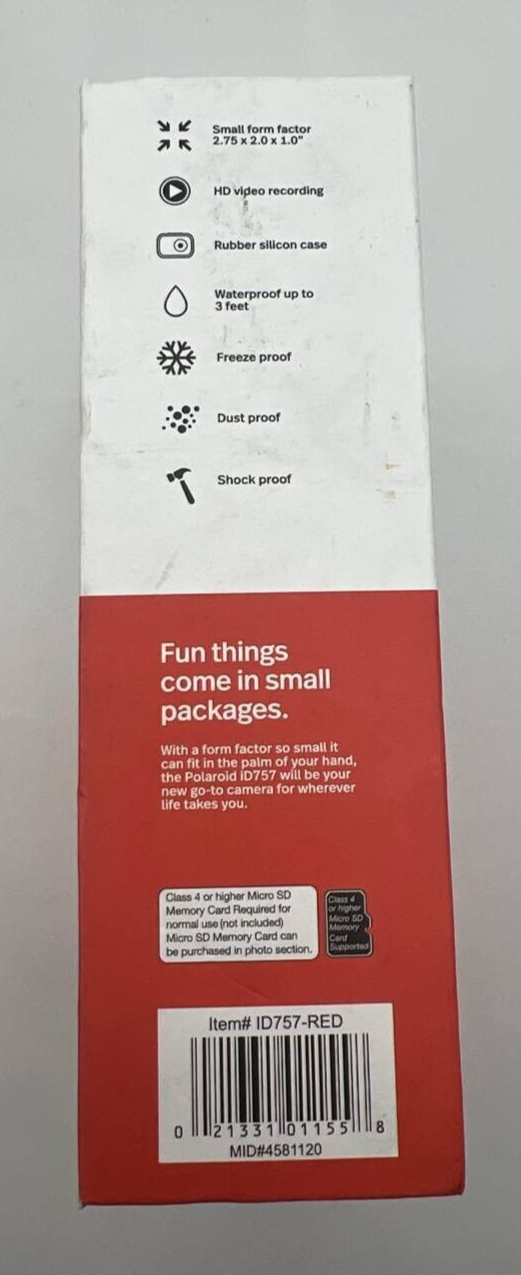 Small form factor
2.75 x 2.0 x 1.0"
HD video recording
Rubber silicon case
Waterproof up to
3 feet
Freeze proof
Dust proof
Shock proof
Fun things
come in small
packages.
With a form factor so small it
can fit in the palm of your hand,
the Polaroid iD757 will be your
new go-to camera for wherever
life takes you.
Class 4 or higher Micro SD
Memory Card Required for
normal use (not included)
Micro SD Memory Card can
be purchased in photo section.
Class 4
or higher
Micro SD
Memory
Card
Supported
Item# ID757-RED
0 21331 01155 8
MID#4581120